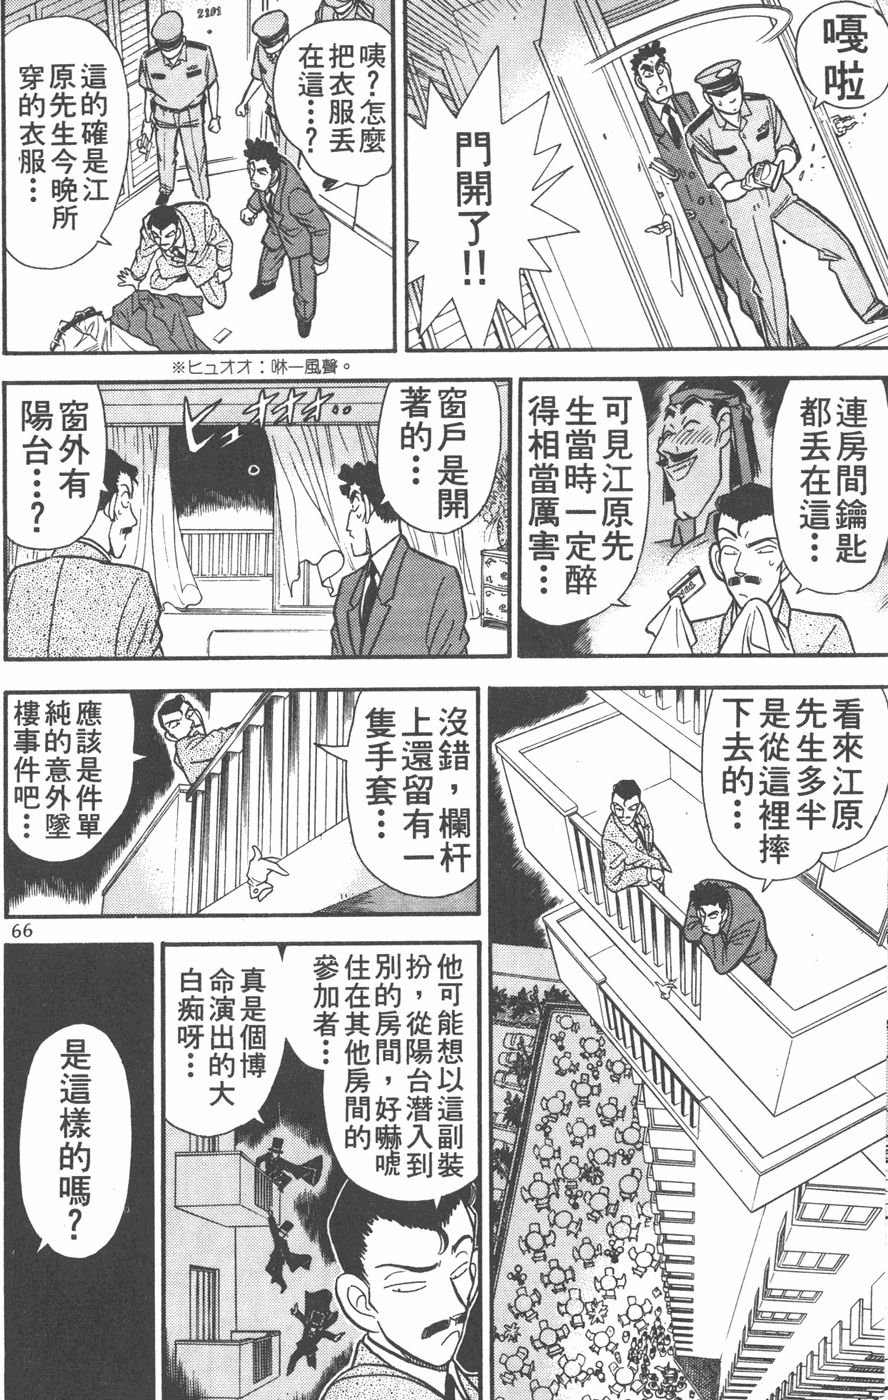 嘎啦
門開了!!
2101
咦?怎麼
把衣服丟
在這…?
這的確是江
原先生今晚所
穿的衣服…
※ヒュオオ：咻—風聲。
連房間鑰匙
都丟在這…
可見江原先
生當時一定醉
得相當厲害…
窗戶是開
著的…
ヒュオオオ…
窗外有
陽台…?
看來江原
先生多半
是從這裡摔
下去的…
沒錯，欄杆
上還留有一
隻手套…
應該是件單
純的意外墜
樓事件吧…
66
他可能想以這副裝
扮，從陽台潛入到
別的房間，好嚇唬
住在其他房間的
參加者…
真是個博
命演出的大
白痴呀…
是這樣的嗎?